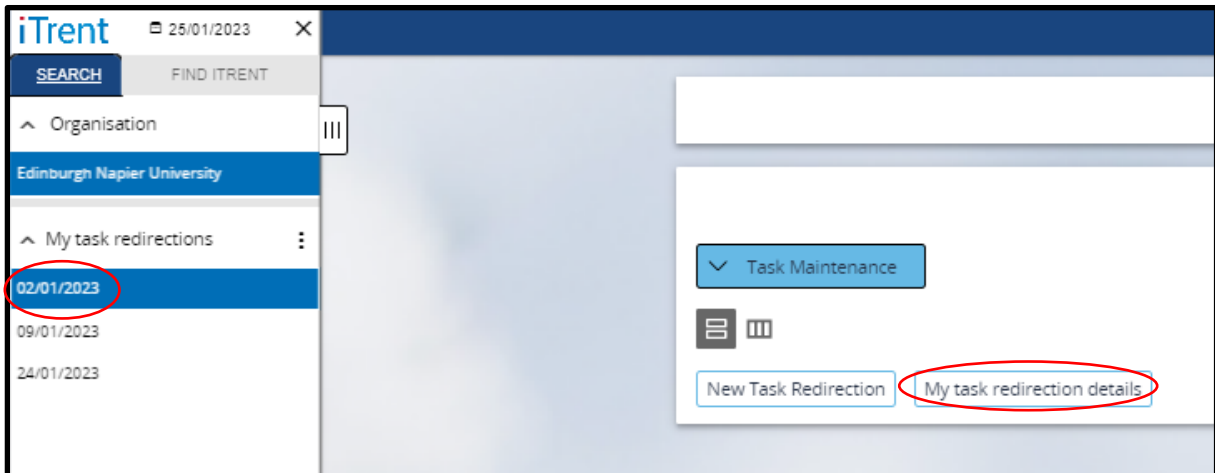 iTrent 25/01/2023
SEARCH FIND ITRENT
Organisation
Edinburgh Napier University
My task redirections
02/01/2023
09/01/2023
24/01/2023
Task Maintenance
New Task Redirection My task redirection details